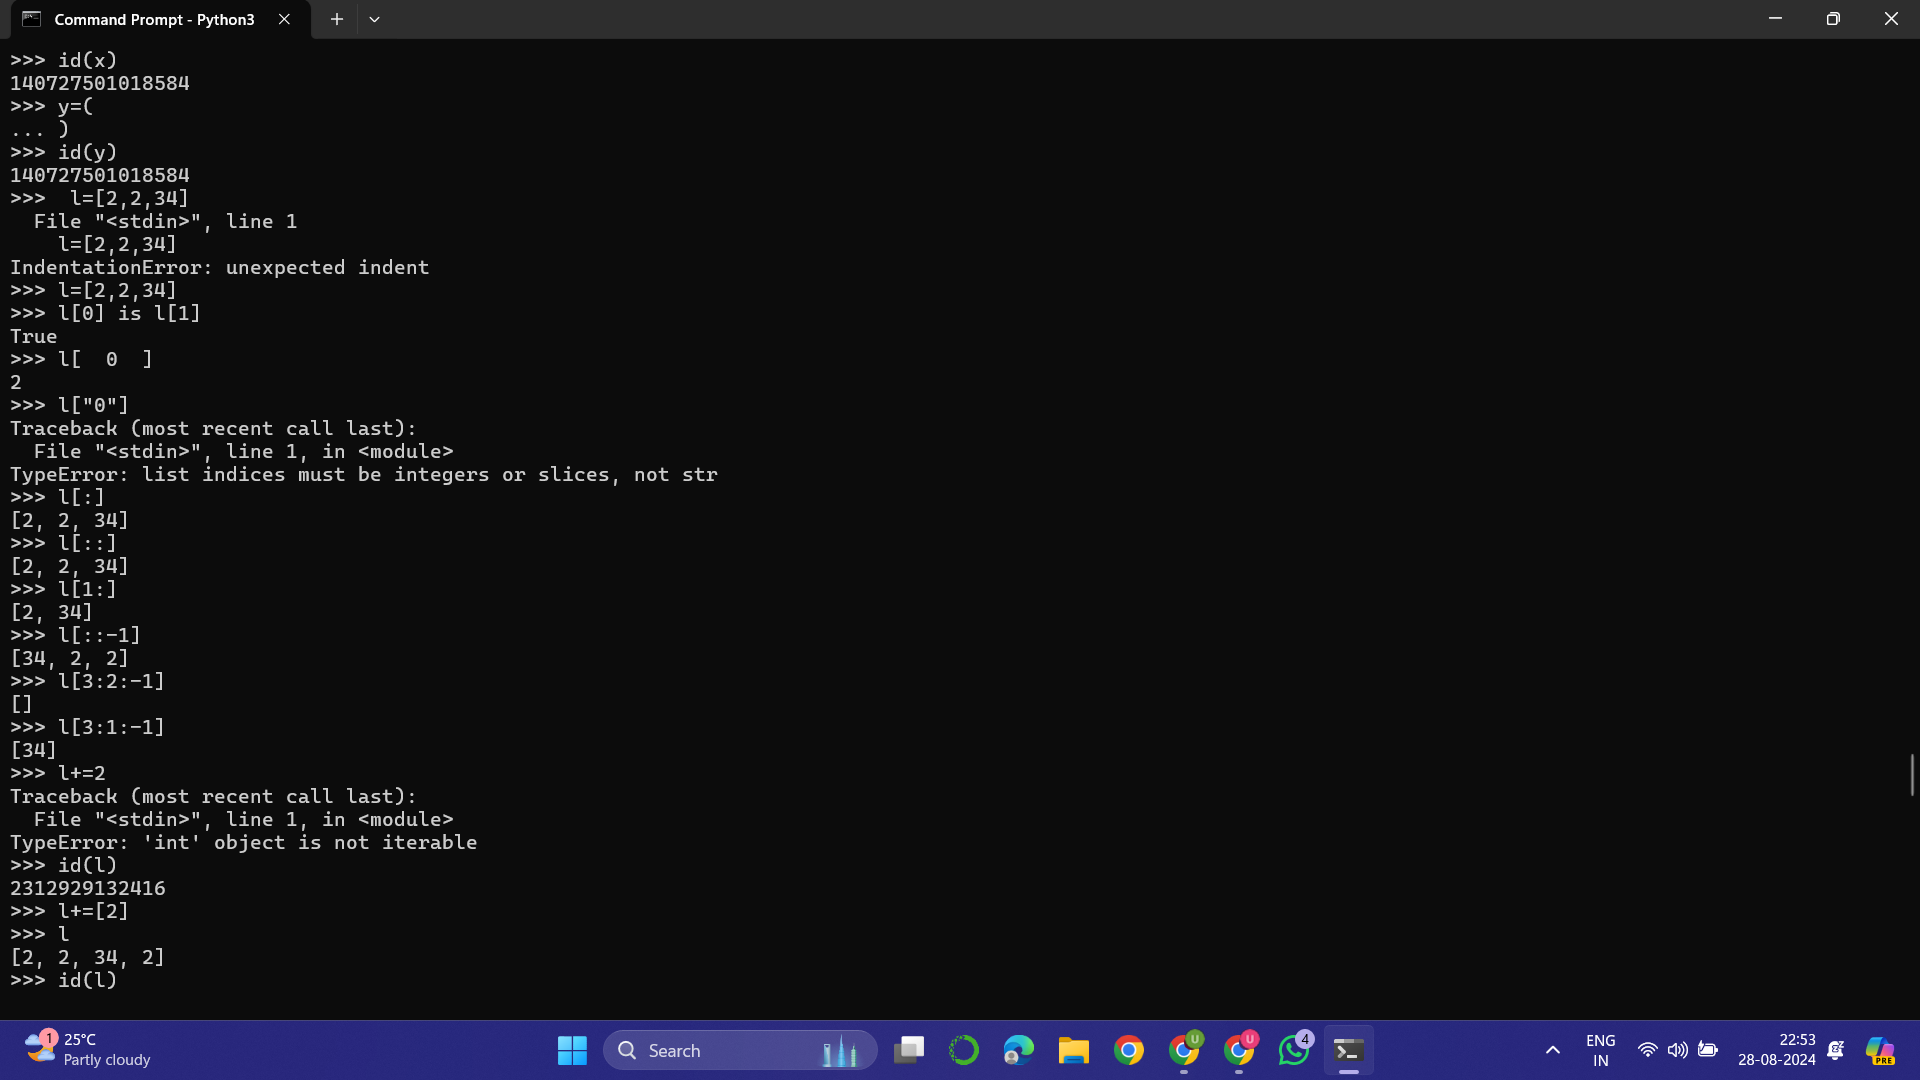 Command Prompt - Python3
>>> id(x)
140727501018584
>>> y=(
... )
>>> id(y)
140727501018584
>>>  l=[2,2,34]
  File "<stdin>", line 1
    l=[2,2,34]
IndentationError: unexpected indent
>>> l=[2,2,34]
>>> l[0] is l[1]
True
>>> l[  0  ]
2
>>> l["0"]
Traceback (most recent call last):
  File "<stdin>", line 1, in <module>
TypeError: list indices must be integers or slices, not str
>>> l[:]
[2, 2, 34]
>>> l[::]
[2, 2, 34]
>>> l[1:]
[2, 34]
>>> l[::-1]
[34, 2, 2]
>>> l[3:2:-1]
[]
>>> l[3:1:-1]
[34]
>>> l+=2
Traceback (most recent call last):
  File "<stdin>", line 1, in <module>
TypeError: 'int' object is not iterable
>>> id(l)
2312929132416
>>> l+=[2]
>>> l
[2, 2, 34, 2]
>>> id(l)
1
25°C
Partly cloudy
Search
U
U
4
ENG
IN
22:53
28-08-2024
PRE